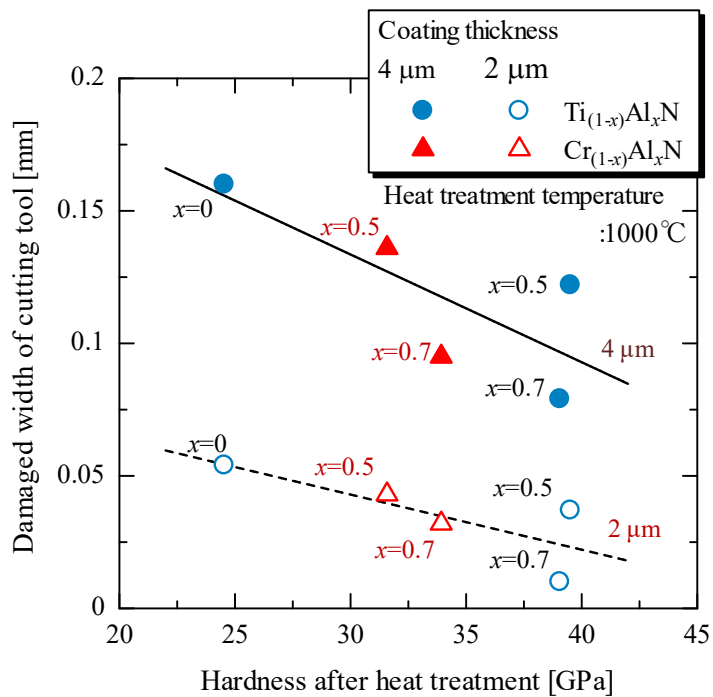 Coating thickness
4 μm 2 μm
Ti(1-x)AlxN
Cr(1-x)AlxN
Heat treatment temperature
:1000℃
0.2
0.15
0.1
0.05
0
Damaged width of cutting tool [mm]
x=0
x=0.5
x=0.5
x=0.7
4 μm
x=0.7
x=0
x=0.5
x=0.5
2 μm
x=0.7
x=0.7
20 25 30 35 40 45
Hardness after heat treatment [GPa]